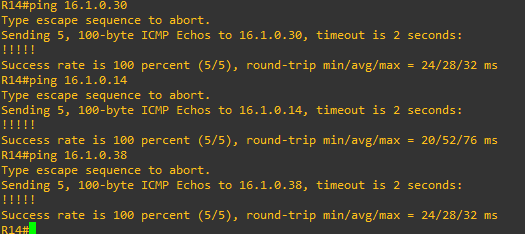 R14#ping 16.1.0.30
Type escape sequence to abort.
Sending 5, 100-byte ICMP Echos to 16.1.0.30, timeout is 2 seconds:
!!!!!
Success rate is 100 percent (5/5), round-trip min/avg/max = 24/28/32 ms
R14#ping 16.1.0.14
Type escape sequence to abort.
Sending 5, 100-byte ICMP Echos to 16.1.0.14, timeout is 2 seconds:
!!!!!
Success rate is 100 percent (5/5), round-trip min/avg/max = 20/52/76 ms
R14#ping 16.1.0.38
Type escape sequence to abort.
Sending 5, 100-byte ICMP Echos to 16.1.0.38, timeout is 2 seconds:
!!!!!
Success rate is 100 percent (5/5), round-trip min/avg/max = 24/28/32 ms
R14#